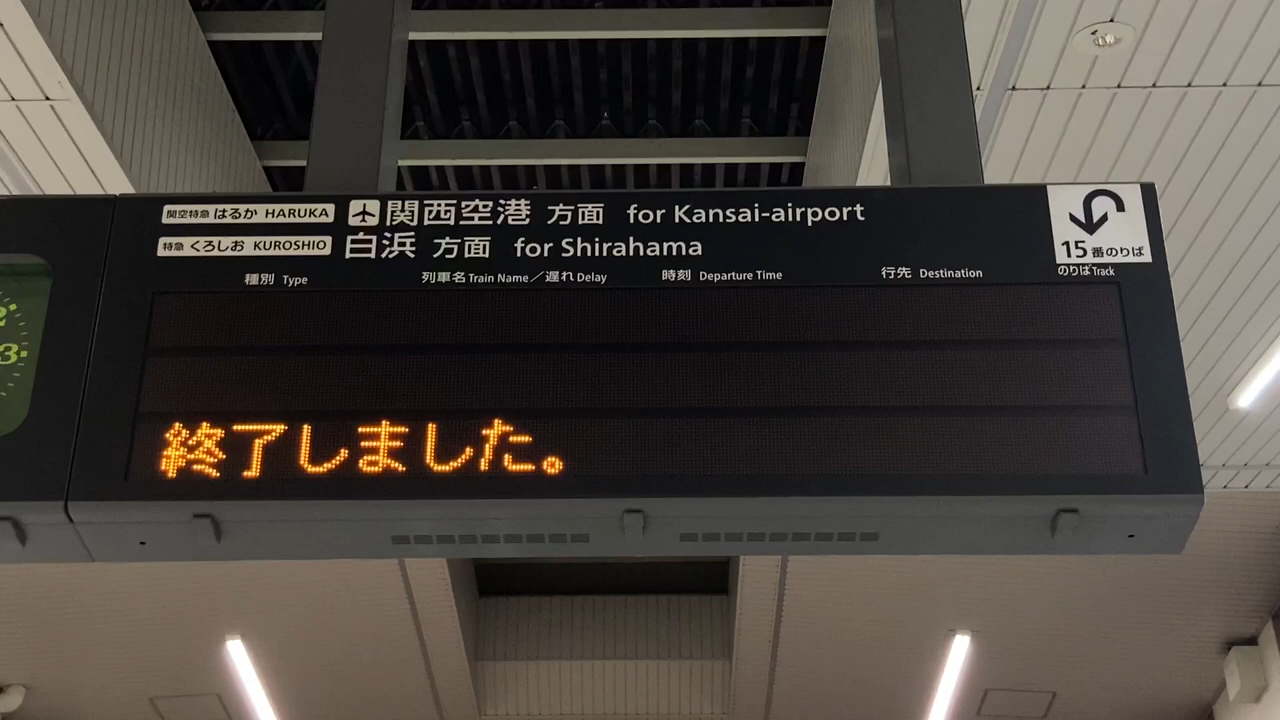 関空特急 はるか HARUKA 関西空港 方面 for Kansai-airport
特急 くろしお KUROSHIO 白浜 方面 for Shirahama
15番のりば
種別 Type 列車名 Train Name/遅れ Delay 時刻 Departure Time 行先 Destination のりば Track
終了しました。
2
3